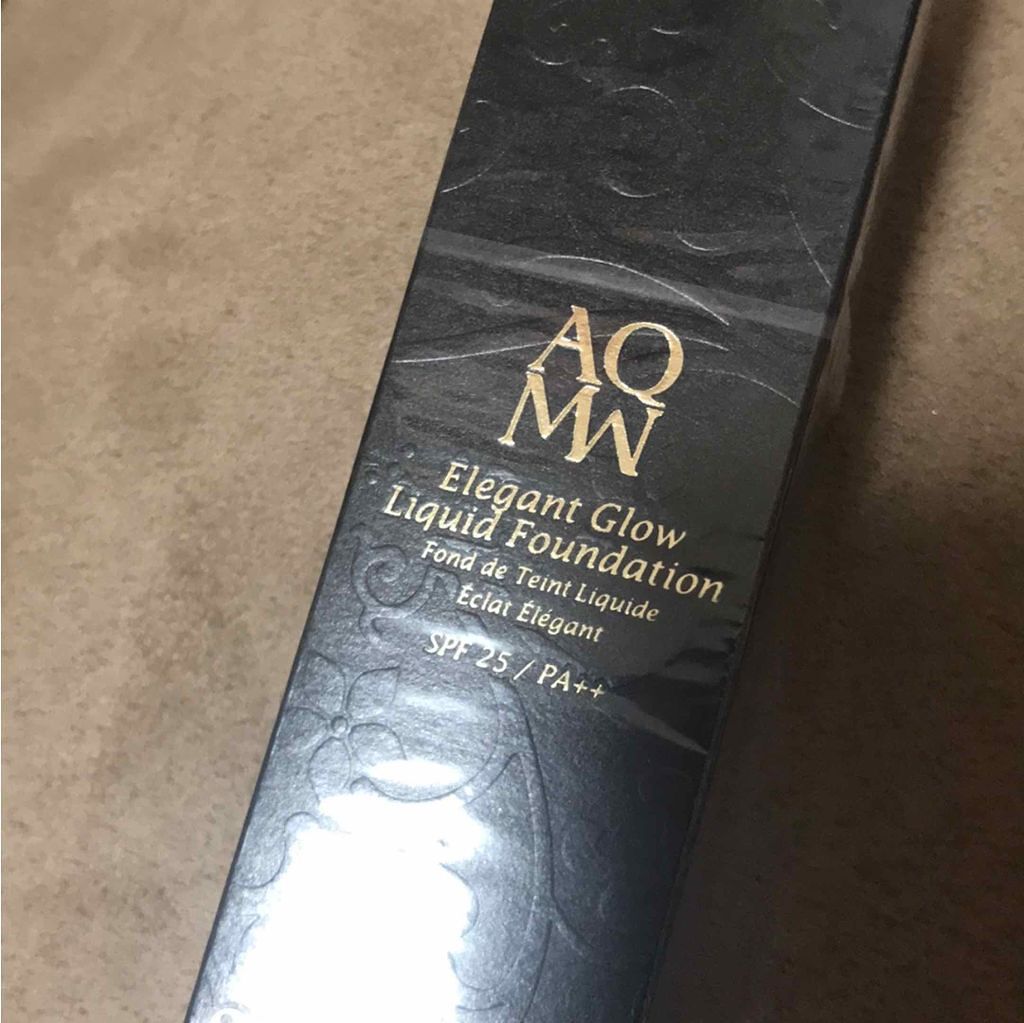 AQ
MW
Elegant Glow
Liquid Foundation
Fond de Teint Liquide
Éclat Élégant
SPF 25 / PA++